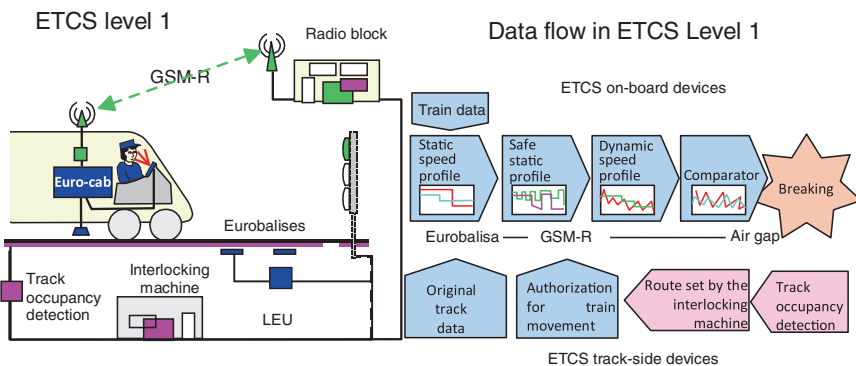 ETCS level 1
Radio block
GSM-R
Euro-cab
Eurobalises
Track
occupancy
detection
Interlocking
machine
LEU
Data flow in ETCS Level 1
ETCS on-board devices
Train data
Static
speed
profile
Safe
static
profile
Dynamic
speed
profile
Comparator
Breaking
Eurobalisa
GSM-R
Air gap
Original
track
data
Authorization
for train
movement
Route set by the
interlocking
machine
Track
occupancy
detection
ETCS track-side devices